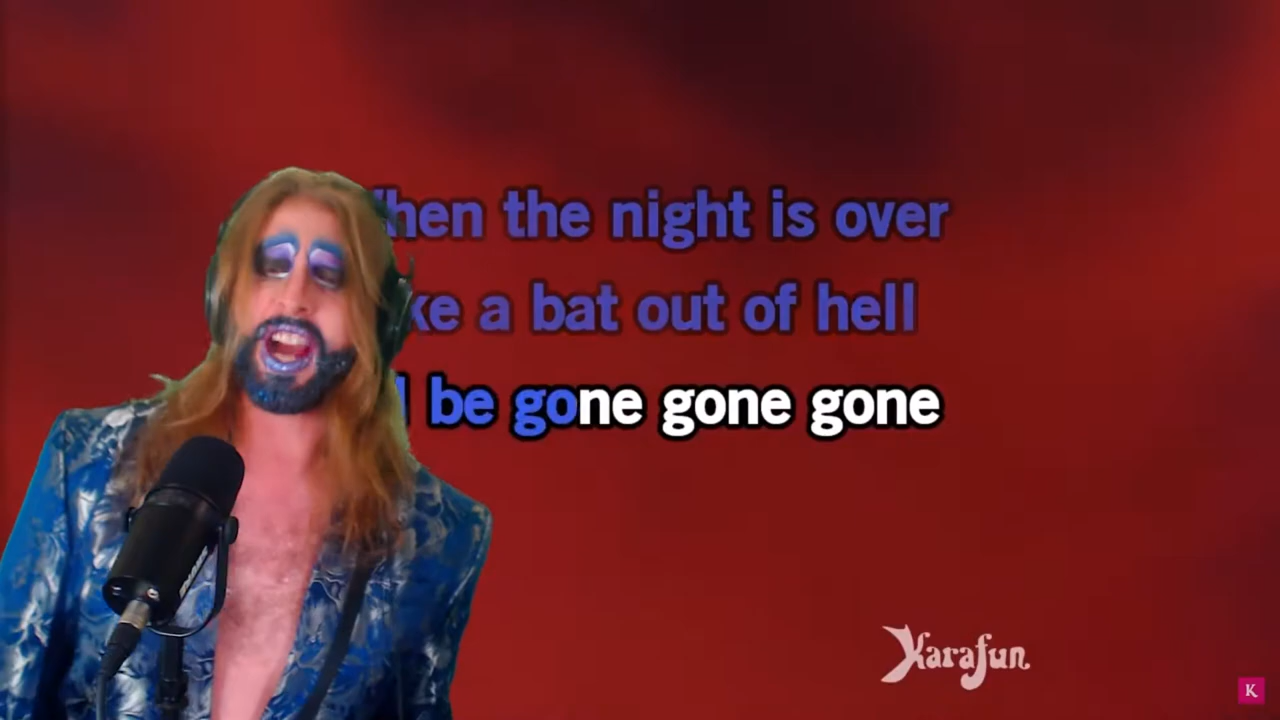 hen the night is over
ke a bat out of hell
be gone gone gone
Karafun
K